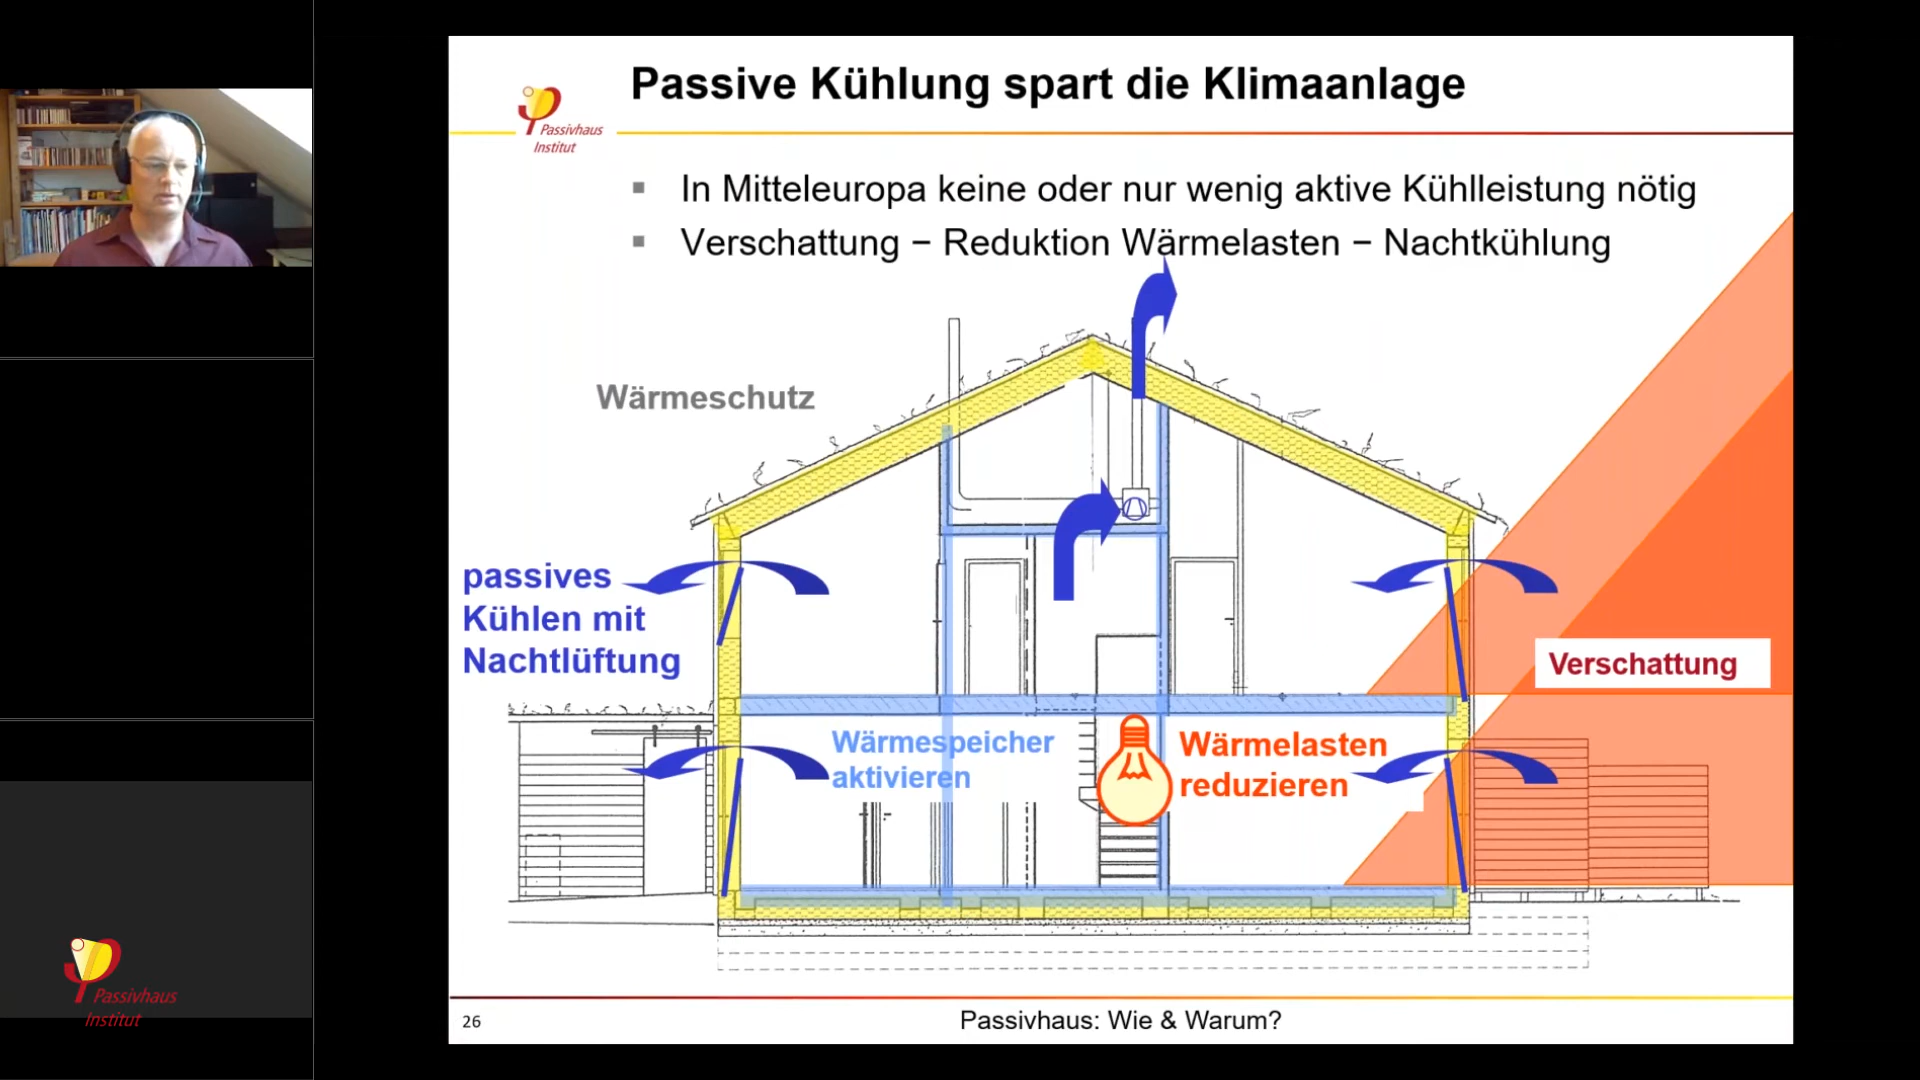 Passive Kühlung spart die Klimaanlage
Passivhaus
Institut
In Mitteleuropa keine oder nur wenig aktive Kühlleistung nötig
Verschattung – Reduktion Wärmelasten – Nachtkühlung
Wärmeschutz
passives
Kühlen mit
Nachtlüftung
Verschattung
Wärmespeicher
aktivieren
Wärmelasten
reduzieren
Passivhaus
Institut
26
Passivhaus: Wie & Warum?